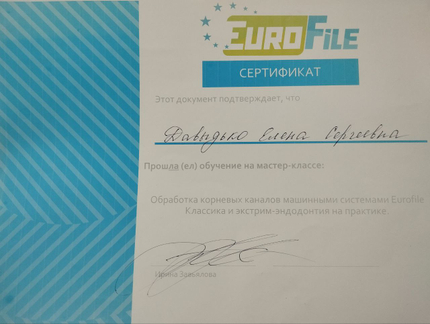 EUROFILE
СЕРТИФИКАТ
Этот документ подтверждает, что
Давыдько Елена Сергеевна
Прошла (ел) обучение на мастер-классе:
Обработка корневых каналов машинными системами Eurofile
Классика и экстрим-эндодонтия на практике.
Ирина